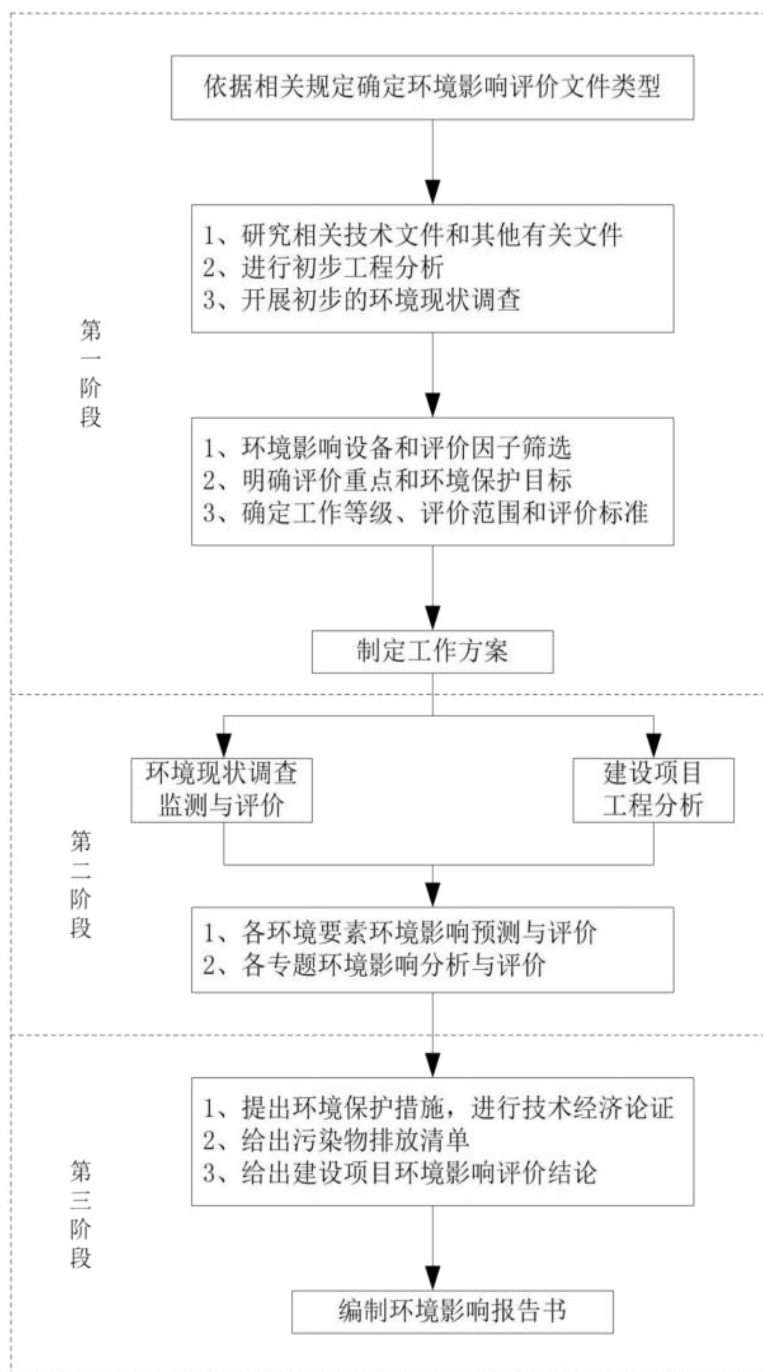 依据相关规定确定环境影响评价文件类型
1、研究相关技术文件和其他有关文件
2、进行初步工程分析
3、开展初步的环境现状调查
第一阶段
1、环境影响设备和评价因子筛选
2、明确评价重点和环境保护目标
3、确定工作等级、评价范围和评价标准
制定工作方案
环境现状调查
监测与评价
建设项目
工程分析
第二阶段
1、各环境要素环境影响预测与评价
2、各专题环境影响分析与评价
1、提出环境保护措施，进行技术经济论证
2、给出污染物排放清单
3、给出建设项目环境影响评价结论
第三阶段
编制环境影响报告书